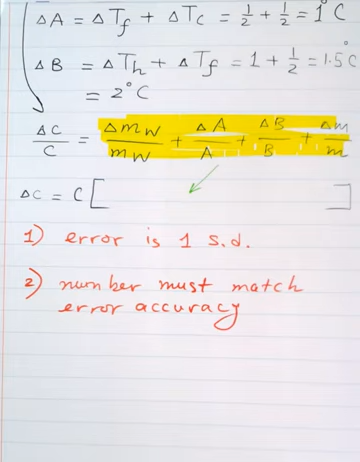 ΔA = ΔT_f + ΔT_c = 1/2 + 1/2 = 1°C
ΔB = ΔT_h + ΔT_f = 1 + 1/2 = 1.5°C
= 2°C
ΔC/C = Δm_w/m_w + ΔA/A + ΔB/B + Δm/m
ΔC = C [ ]
1) error is 1 s.d.
2) number must match
error accuracy